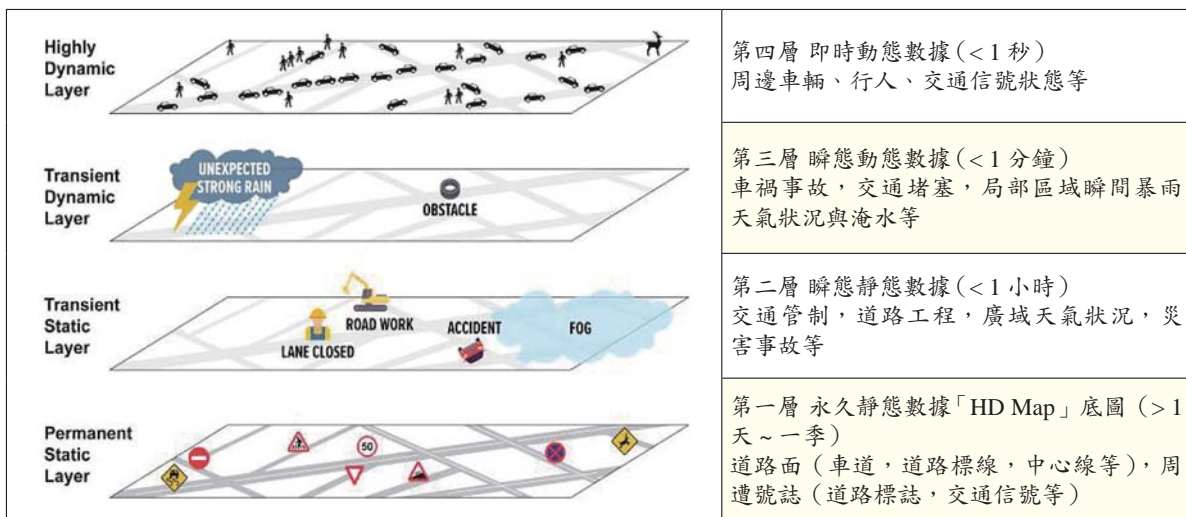 Highly
Dynamic
Layer
第四層 即時動態數據 (< 1 秒)
周邊車輛、行人、交通信號狀態等
Transient
Dynamic
Layer
UNEXPECTED
STRONG RAIN
OBSTACLE
第三層 瞬態動態數據 (< 1 分鐘)
車禍事故，交通堵塞，局部區域瞬間暴雨
天氣狀況與淹水等
Transient
Static
Layer
LANE CLOSED
ROAD WORK
ACCIDENT
FOG
第二層 瞬態靜態數據 (< 1 小時)
交通管制，道路工程，廣域天氣狀況，災
害事故等
Permanent
Static
Layer
50
第一層 永久靜態數據「HD Map」底圖 (> 1
天 ~ 一季)
道路面 (車道，道路標線，中心線等)，周
遭號誌 (道路標誌，交通信號等)